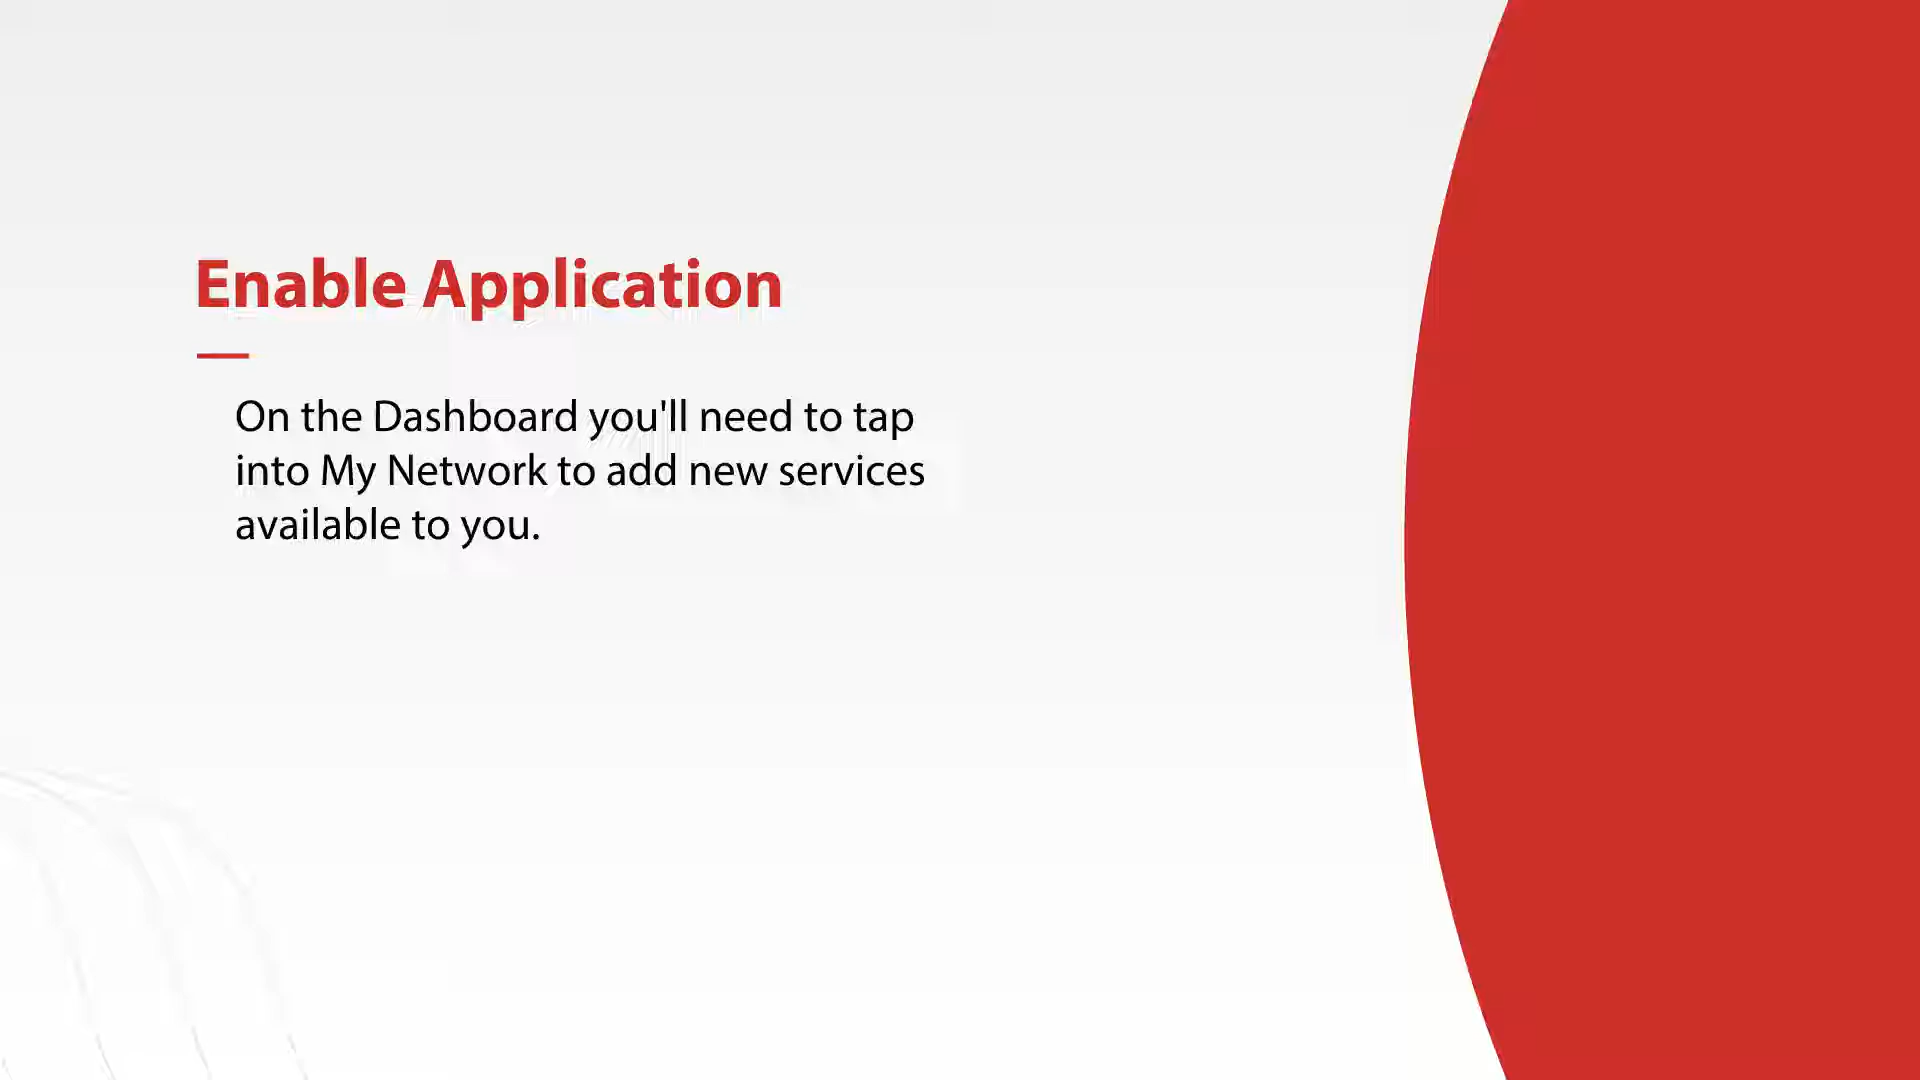 Enable Application
On the Dashboard you'll need to tap
into My Network to add new services
available to you.